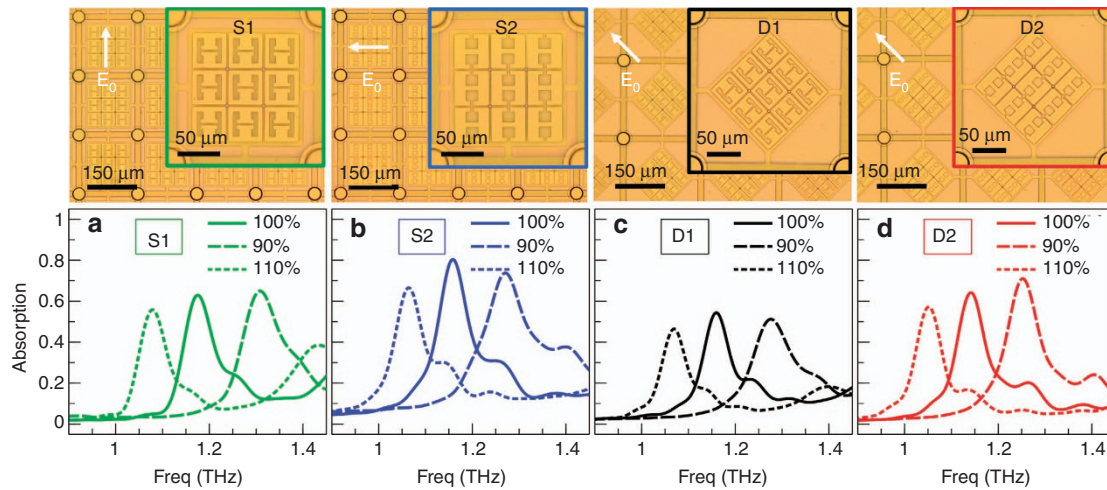 S1
E0
50 μm
150 μm
S2
E0
50 μm
150 μm
D1
E0
50 μm
150 μm
D2
E0
50 μm
150 μm
a
S1
100%
90%
110%
b
S2
100%
90%
110%
c
D1
100%
90%
110%
d
D2
100%
90%
110%
Absorption
1
0.8
0.6
0.4
0.2
0
1 1.2 1.4
1 1.2 1.4
1 1.2 1.4
1 1.2 1.4
Freq (THz)
Freq (THz)
Freq (THz)
Freq (THz)